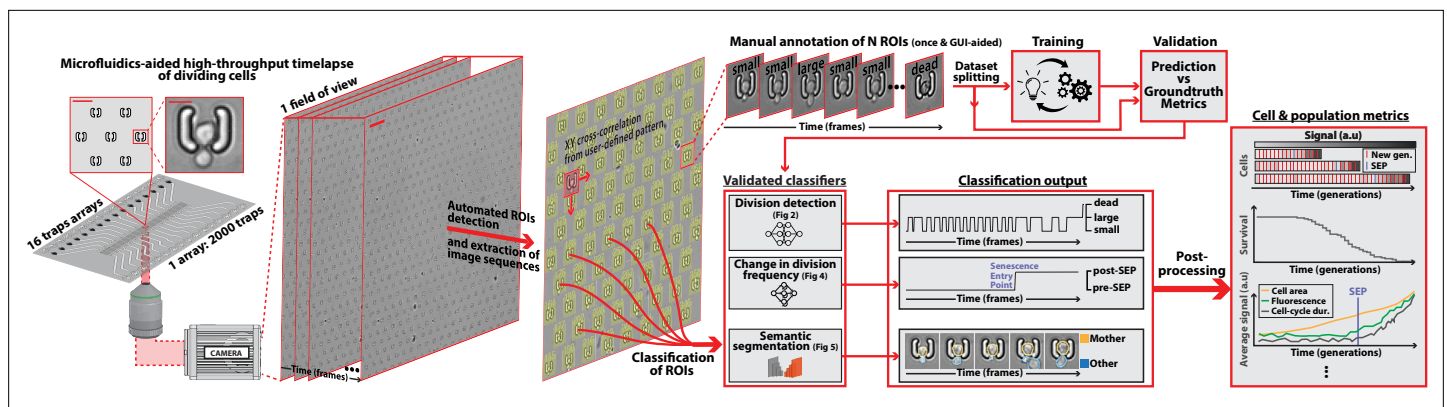 Microfluidics-aided high-throughput timelapse
of dividing cells
16 traps arrays
1 array: 2000 traps
CAMERA
1 field of view
Time (frames)
Automated ROIs
detection
and extraction of
image sequences
X,Y cross-correlation
from user-defined pattern
Classification
of ROIs
Manual annotation of N ROIs (once & GUI-aided)
small
small
large
small
small
dead
Time (frames)
Dataset
splitting
Training
Validation
Prediction
vs
Groundtruth
Metrics
Validated classifiers
Division detection
(Fig 2)
Change in division
frequency (Fig 4)
Semantic
segmentation (Fig 5)
Classification output
dead
large
small
Time (frames)
Senescence
Entry
Point
post-SEP
pre-SEP
Time (frames)
Mother
Other
Time (frames)
Post-
processing
Cell & population metrics
Signal (a.u)
Cells
New gen.
SEP
Time (generations)
Survival
Time (generations)
Average signal (a.u)
Cell area
Fluorescence
Cell-cycle dur.
SEP
Time (generations)